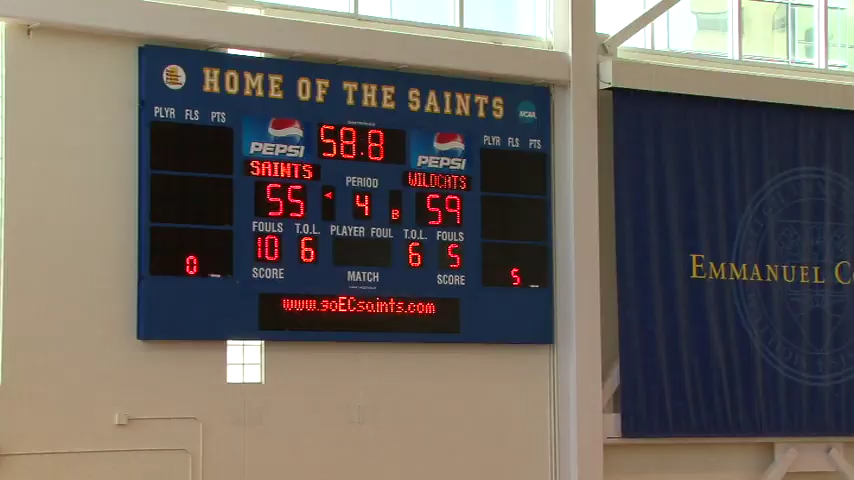 HOME OF THE SAINTS
NCAA
PLYR FLS PTS
PEPSI
58.8
PEPSI
PLYR FLS PTS
SAINTS
PERIOD
WILDCATS
55
4
B
59
FOULS T.O.L. PLAYER FOUL T.O.L. FOULS
10 6 6 5
0
SCORE MATCH SCORE
5
www.goECsaints.com
EMMANUEL C